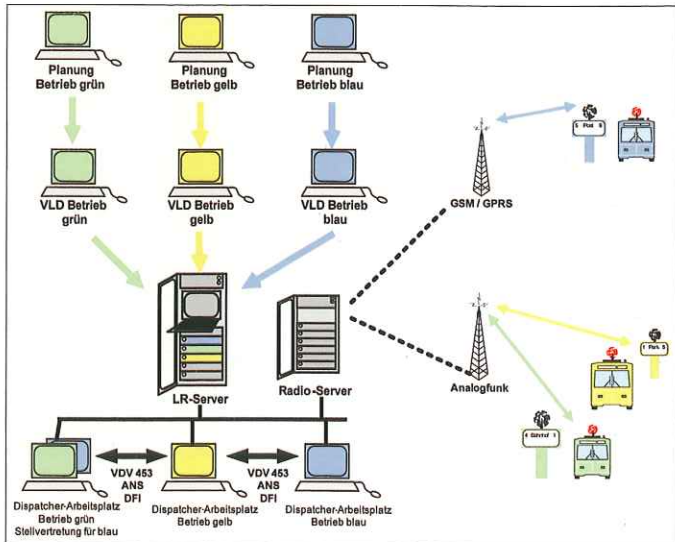 Planung
Betrieb grün
Planung
Betrieb gelb
Planung
Betrieb blau
VLD Betrieb
grün
VLD Betrieb
gelb
VLD Betrieb
blau
GSM / GPRS
LR-Server
Radio-Server
Analogfunk
VDV 453
ANS
DFI
VDV 453
ANS
DFI
Dispatcher-Arbeitsplatz
Betrieb grün
Stellvertretung für blau
Dispatcher-Arbeitsplatz
Betrieb gelb
Dispatcher-Arbeitsplatz
Betrieb blau